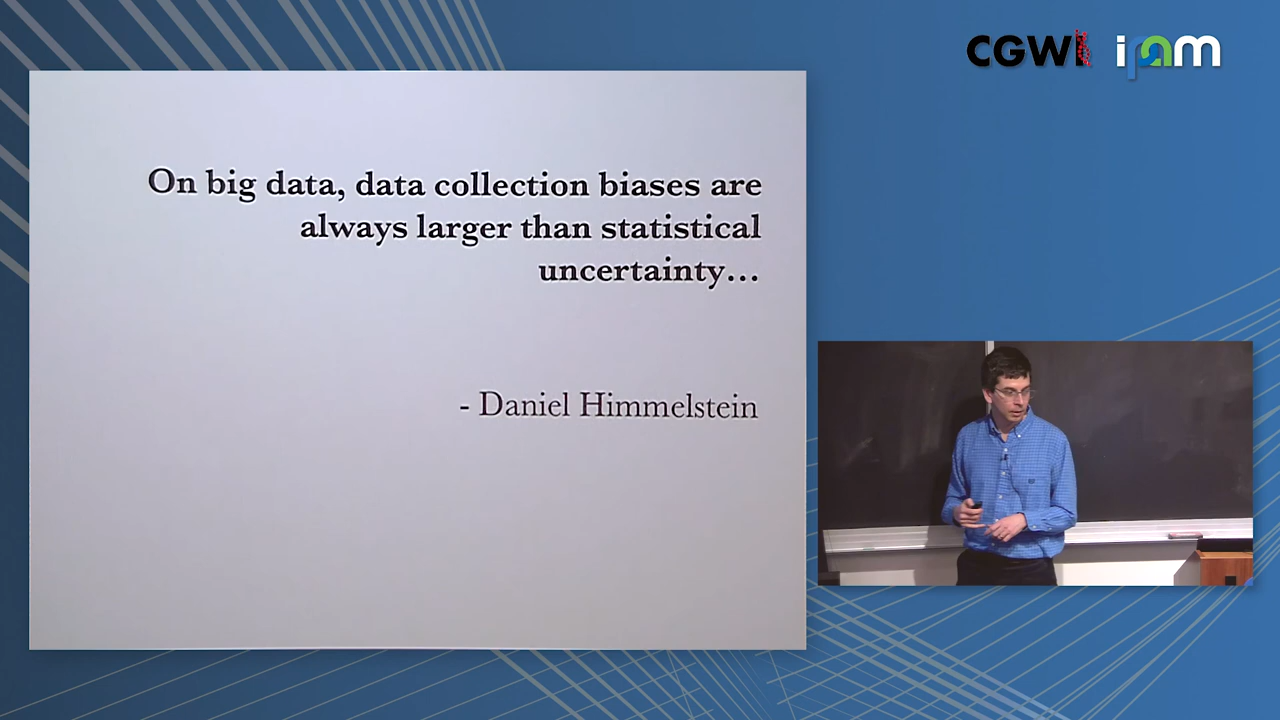 CGWI
ipam
On big data, data collection biases are
always larger than statistical
uncertainty…
- Daniel Himmelstein